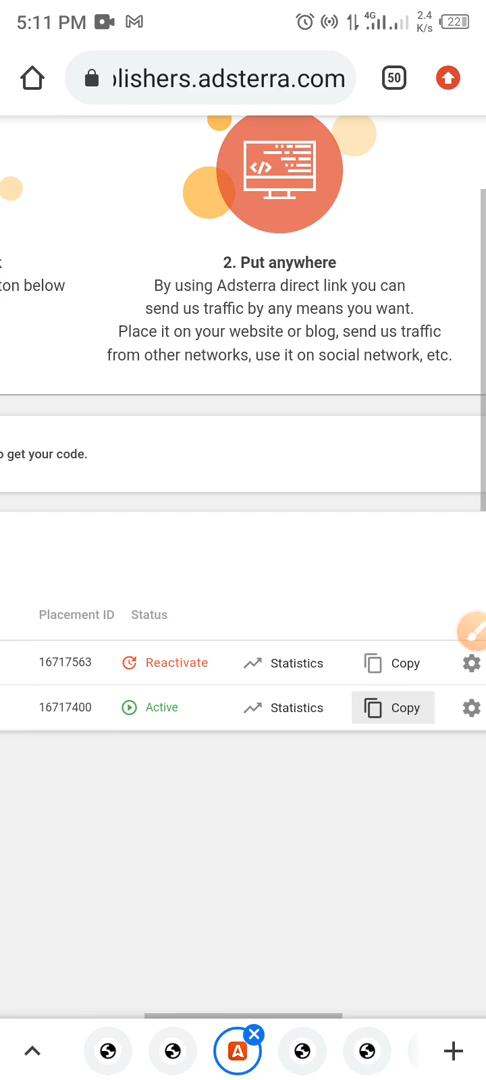 5:11 PM
4G
2.4
K/s
22
lishers.adsterra.com
50
2. Put anywhere
ton below
By using Adsterra direct link you can
send us traffic by any means you want.
Place it on your website or blog, send us traffic
from other networks, use it on social network, etc.
o get your code.
Placement ID Status
16717563 Reactivate Statistics Copy
16717400 Active Statistics Copy